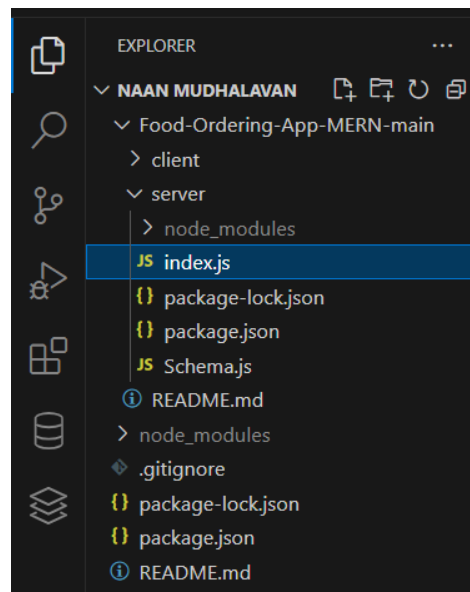 EXPLORER ...
NAAN MUDHALAVAN
Food-Ordering-App-MERN-main
client
server
node_modules
JS index.js
{} package-lock.json
{} package.json
JS Schema.js
README.md
node_modules
.gitignore
{} package-lock.json
{} package.json
README.md